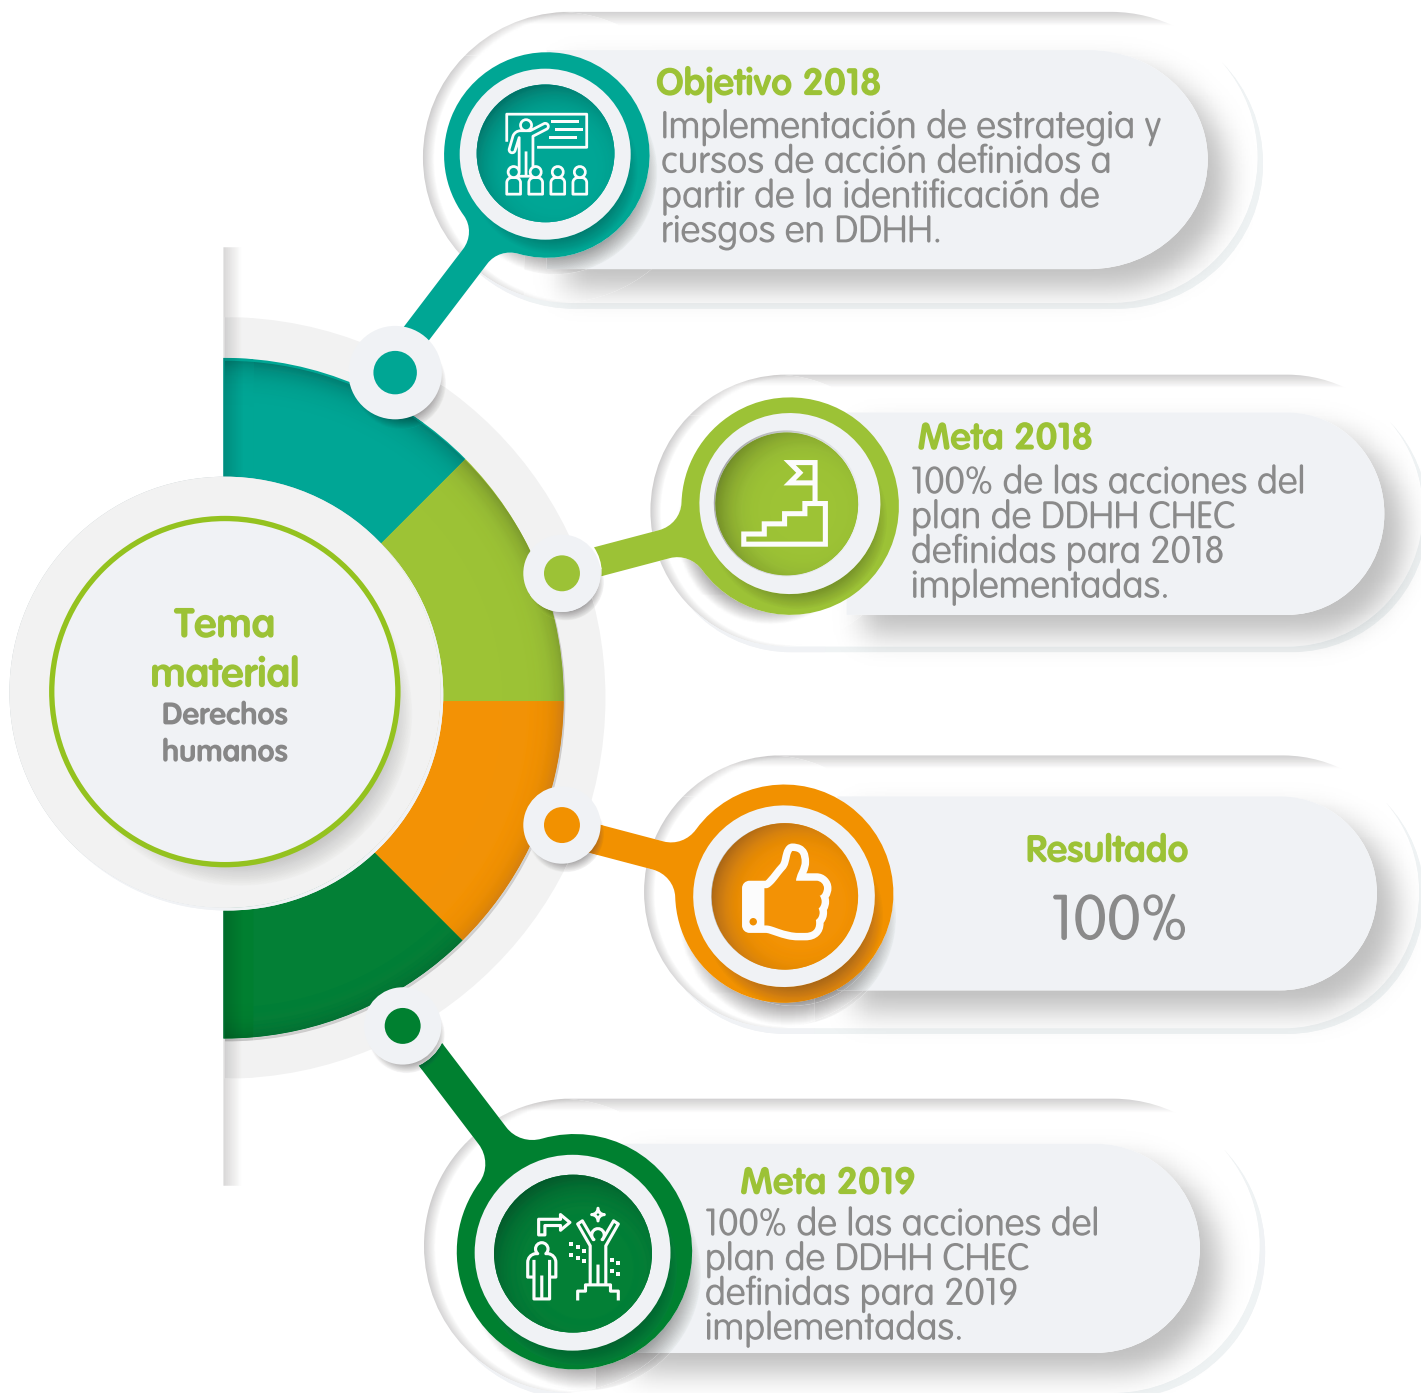 Objetivo 2018
Implementación de estrategia y
cursos de acción definidos a
partir de la identificación de
riesgos en DDHH.
Meta 2018
100% de las acciones del
plan de DDHH CHEC
definidas para 2018
implementadas.
Tema
material
Derechos
humanos
Resultado
100%
Meta 2019
100% de las acciones del
plan de DDHH CHEC
definidas para 2019
implementadas.